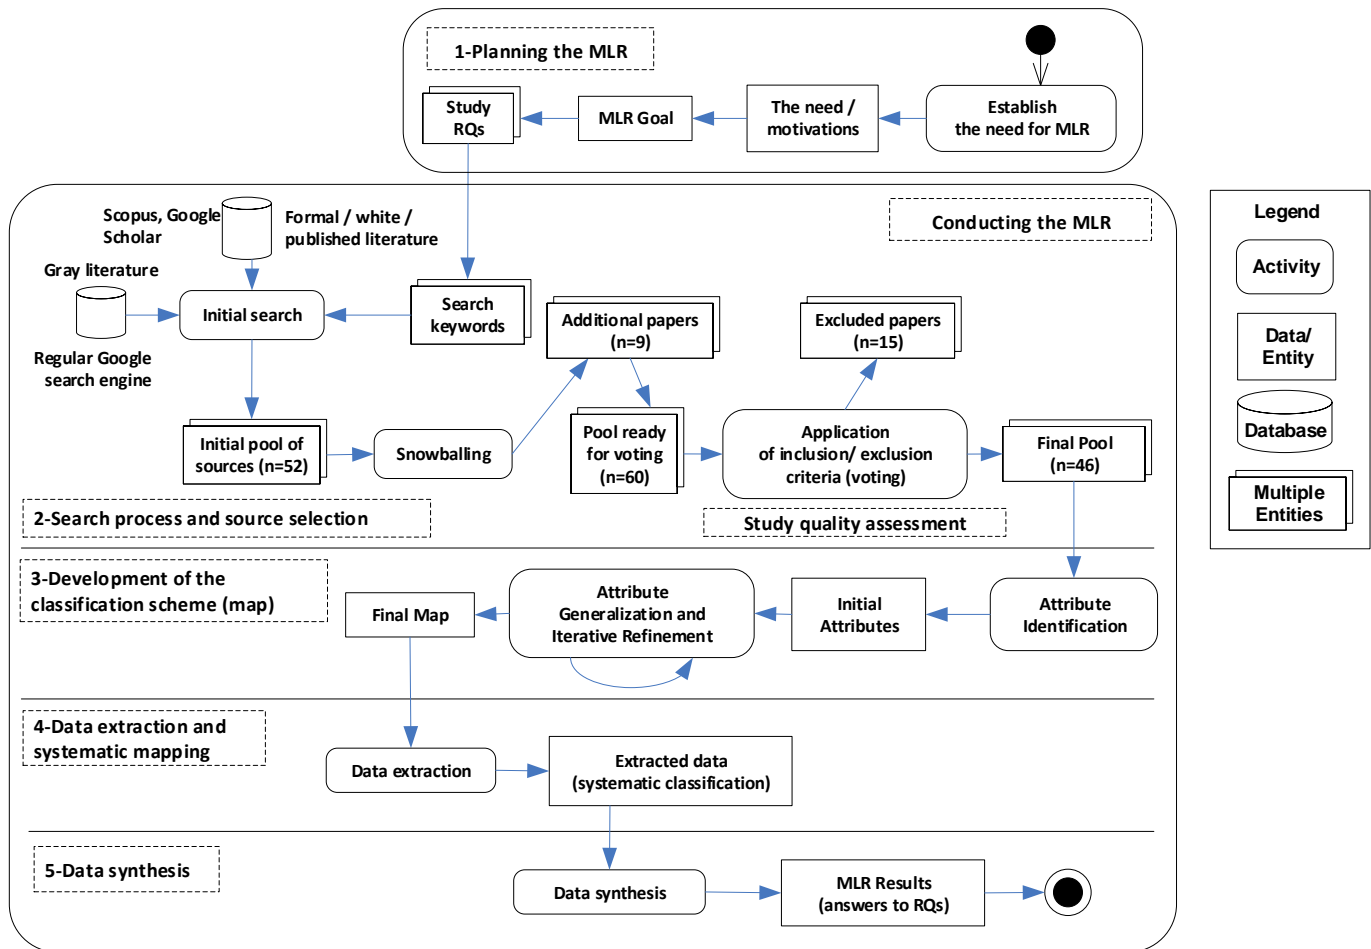 1-Planning the MLR
Establish
the need for MLR
The need /
motivations
MLR Goal
Study
RQs
Conducting the MLR
Scopus, Google
Scholar
Formal / white /
published literature
Gray literature
Regular Google
search engine
Initial search
Search
keywords
Initial pool of
sources (n=52)
Snowballing
Additional papers
(n=9)
Pool ready
for voting
(n=60)
Application
of inclusion/ exclusion
criteria (voting)
Excluded papers
(n=15)
Final Pool
(n=46)
2-Search process and source selection
Study quality assessment
3-Development of the
classification scheme (map)
Attribute
Identification
Initial
Attributes
Attribute
Generalization and
Iterative Refinement
Final Map
4-Data extraction and
systematic mapping
Data extraction
Extracted data
(systematic classification)
5-Data synthesis
Data synthesis
MLR Results
(answers to RQs)
Legend
Activity
Data/
Entity
Database
Multiple
Entities